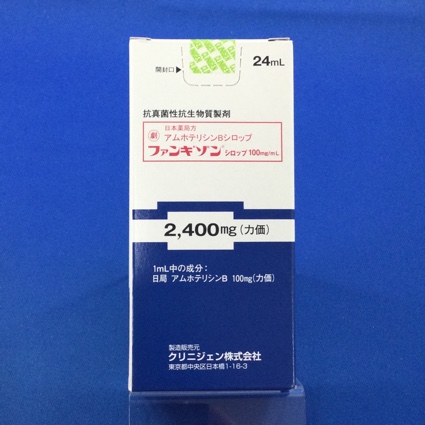 24mL
開封口▶
抗真菌性抗生物質製剤
劇
日本薬局方
アムホテリシンBシロップ
ファンギゾン® シロップ 100mg/mL
2,400mg(力価)
1mL中の成分:
日局 アムホテリシンB 100mg(力価)
製造販売元
クリニジェン株式会社
東京都中央区日本橋1-16-3